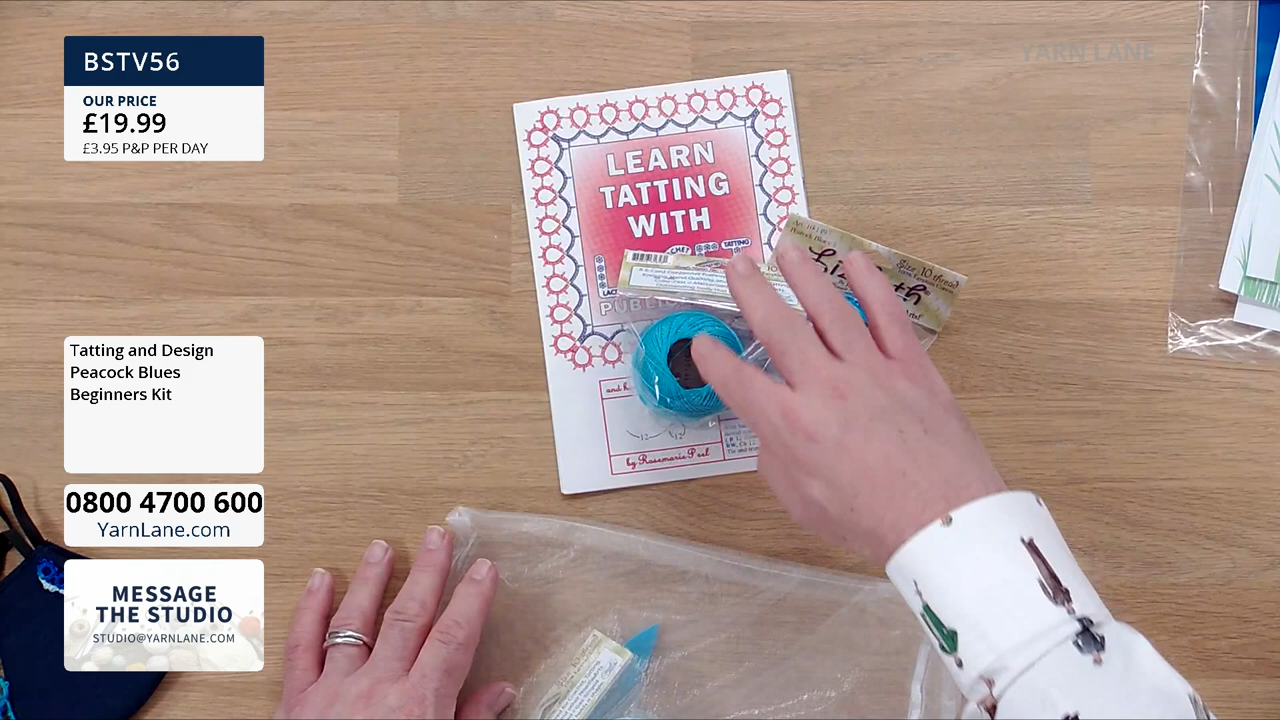 BSTV56
OUR PRICE
£19.99
£3.95 P&P PER DAY
Tatting and Design
Peacock Blues
Beginners Kit
0800 4700 600
YarnLane.com
MESSAGE
THE STUDIO
STUDIO@YARNLANE.COM
YARN LANE
LEARN
TATTING
WITH
TATTING
Size 10 thread
by Rosemarie Peel